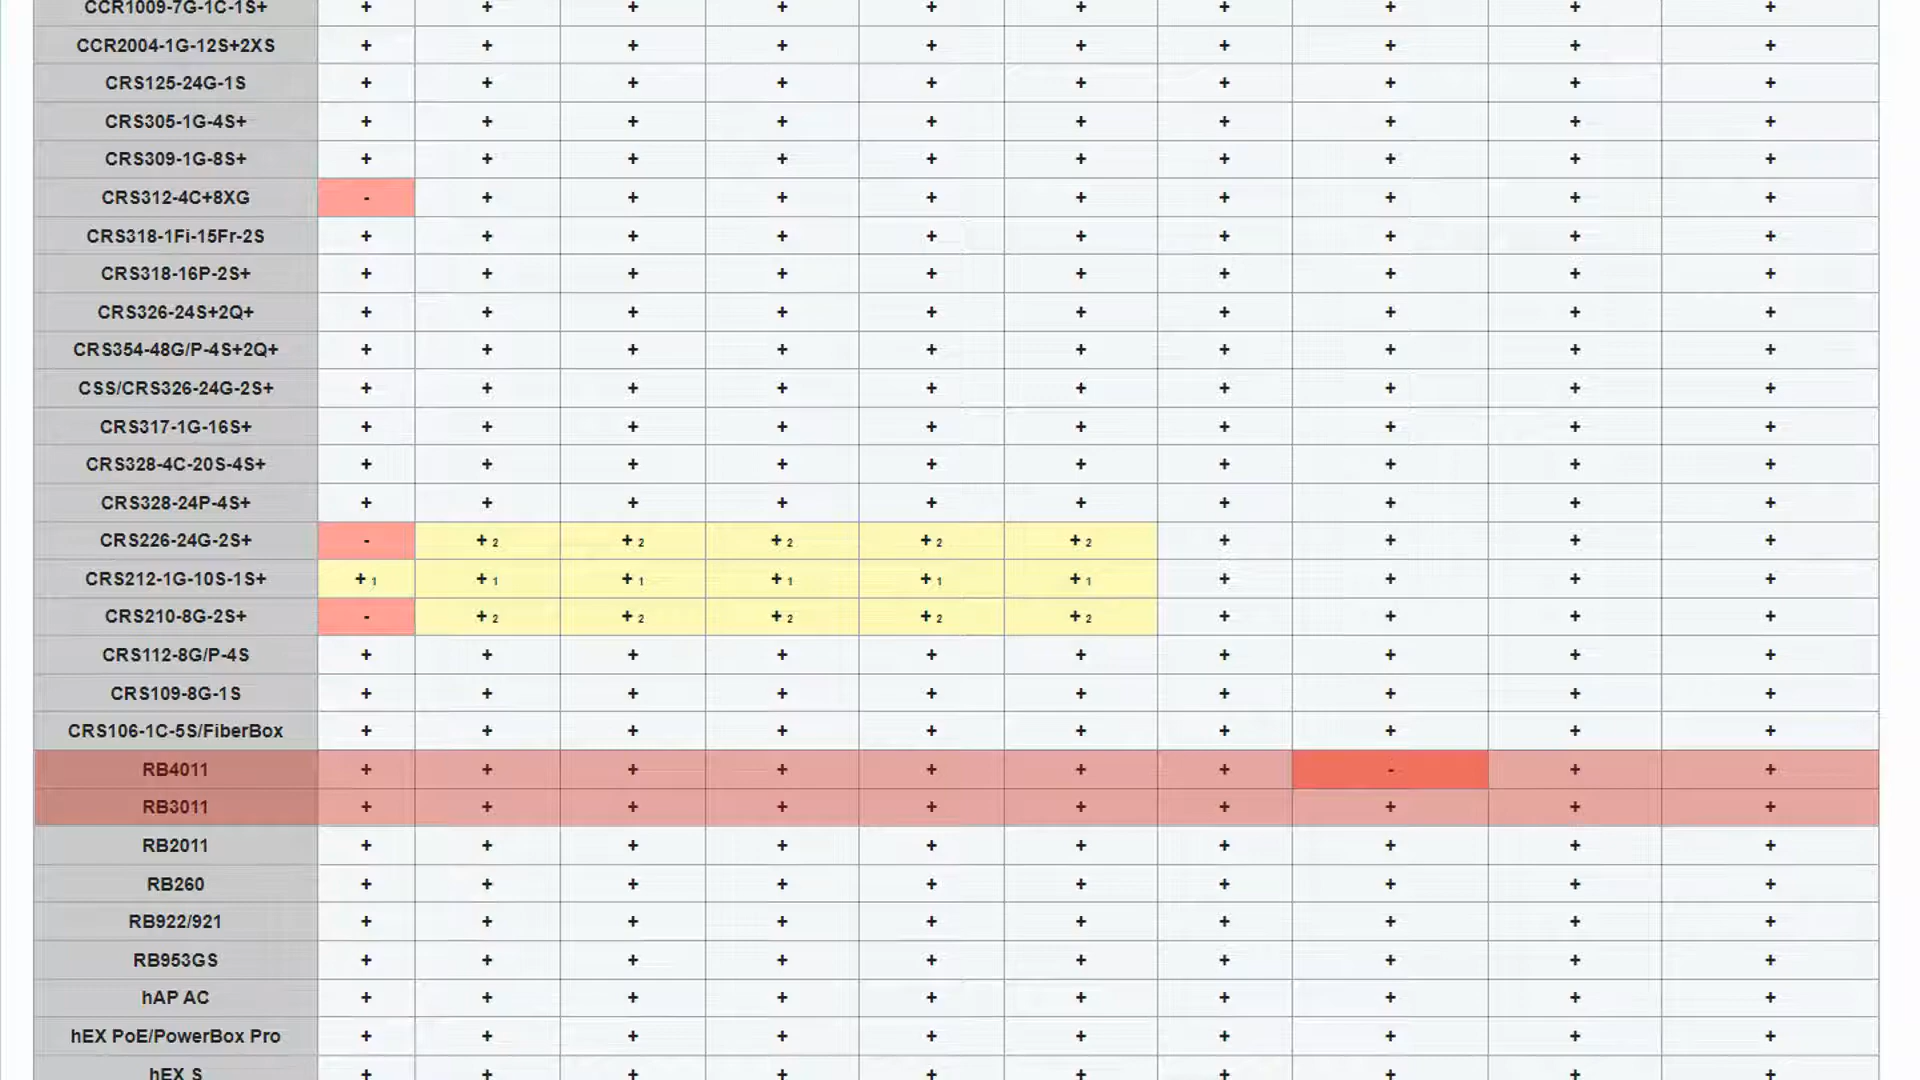 CCR1009-7G-1C-1S+ + + + + + + + + + +
CCR2004-1G-12S+2XS + + + + + + + + + +
CRS125-24G-1S + + + + + + + + + +
CRS305-1G-4S+ + + + + + + + + + +
CRS309-1G-8S+ + + + + + + + + + +
CRS312-4C+8XG - + + + + + + + + +
CRS318-1Fi-15Fr-2S + + + + + + + + + +
CRS318-16P-2S+ + + + + + + + + + +
CRS326-24S+2Q+ + + + + + + + + + +
CRS354-48G/P-4S+2Q+ + + + + + + + + + +
CSS/CRS326-24G-2S+ + + + + + + + + + +
CRS317-1G-16S+ + + + + + + + + + +
CRS328-4C-20S-4S+ + + + + + + + + + +
CRS328-24P-4S+ + + + + + + + + + +
CRS226-24G-2S+ - + 2 + 2 + 2 + 2 + 2 + + + +
CRS212-1G-10S-1S+ + 1 + 1 + 1 + 1 + 1 + 1 + + + +
CRS210-8G-2S+ - + 2 + 2 + 2 + 2 + 2 + + + +
CRS112-8G/P-4S + + + + + + + + + +
CRS109-8G-1S + + + + + + + + + +
CRS106-1C-5S/FiberBox + + + + + + + + + +
RB4011 + + + + + + + - + +
RB3011 + + + + + + + + + +
RB2011 + + + + + + + + + +
RB260 + + + + + + + + + +
RB922/921 + + + + + + + + + +
RB953GS + + + + + + + + + +
hAP AC + + + + + + + + + +
hEX PoE/PowerBox Pro + + + + + + + + + +
hEX S + + + + + + + + + +